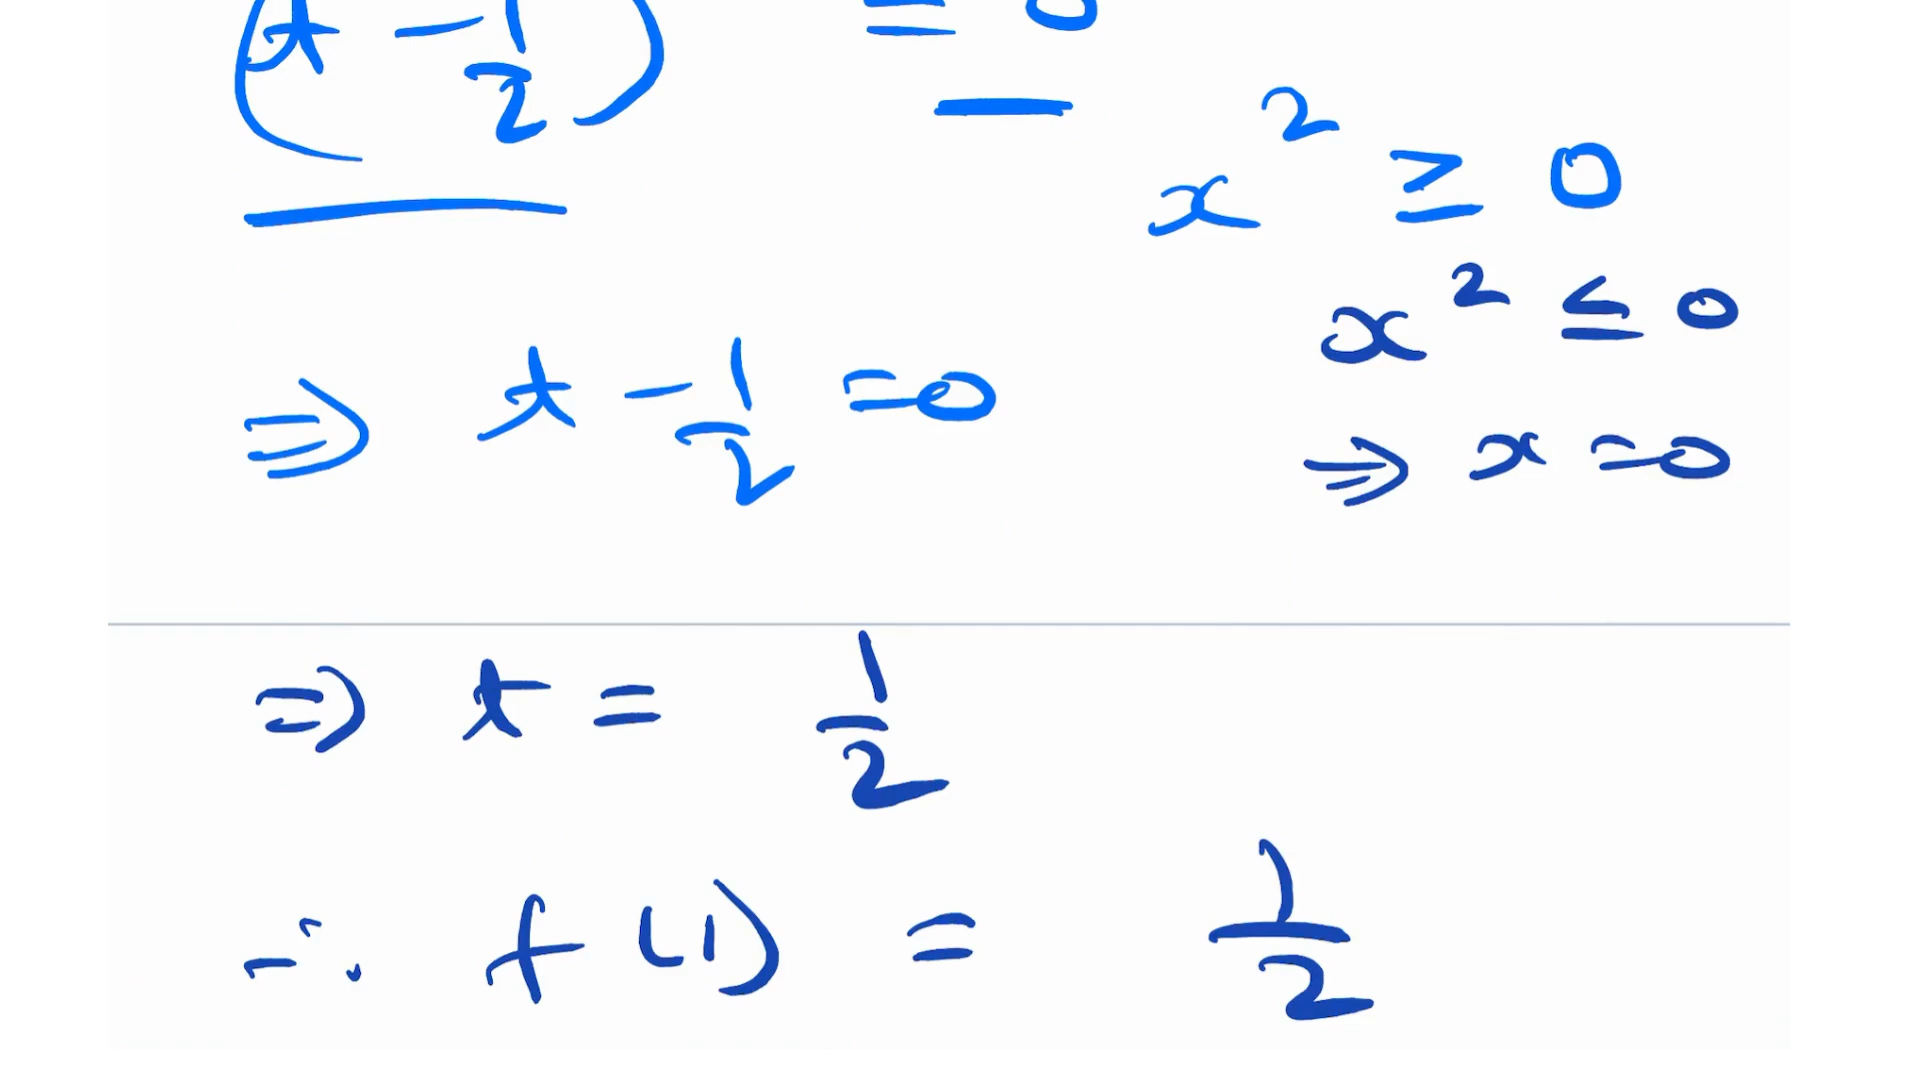 (t - 1/2) ≤ 0
x² ≥ 0
x² ≤ 0
⇒ t - 1/2 = 0
⇒ x = 0
⇒ t = 1/2
∴ f(1) = 1/2